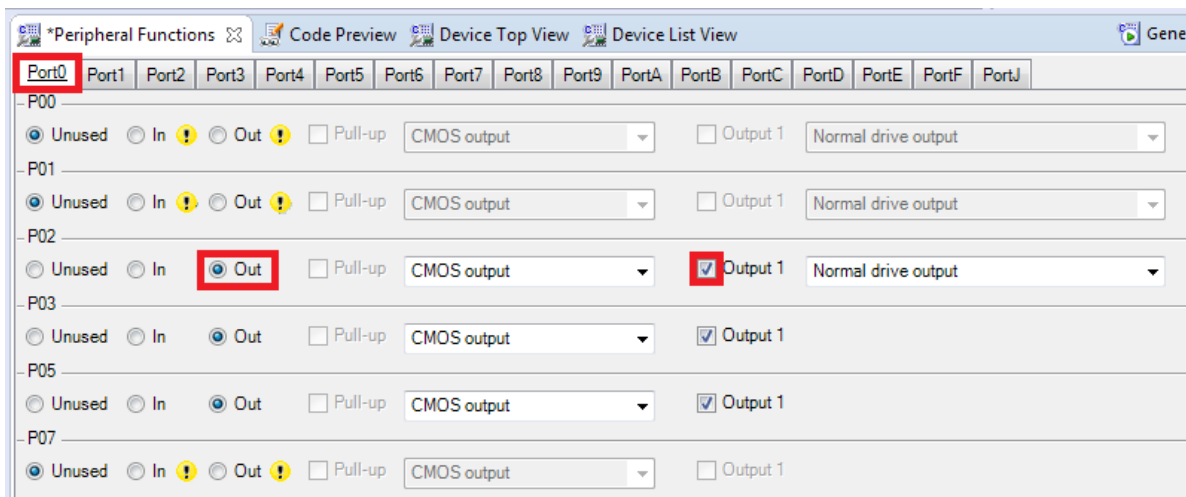 *Peripheral Functions Code Preview Device Top View Device List View Gene
Port0 Port1 Port2 Port3 Port4 Port5 Port6 Port7 Port8 Port9 PortA PortB PortC PortD PortE PortF PortJ
P00
Unused In Out Pull-up CMOS output Output 1 Normal drive output
P01
Unused In Out Pull-up CMOS output Output 1 Normal drive output
P02
Unused In Out Pull-up CMOS output Output 1 Normal drive output
P03
Unused In Out Pull-up CMOS output Output 1
P05
Unused In Out Pull-up CMOS output Output 1
P07
Unused In Out Pull-up CMOS output Output 1